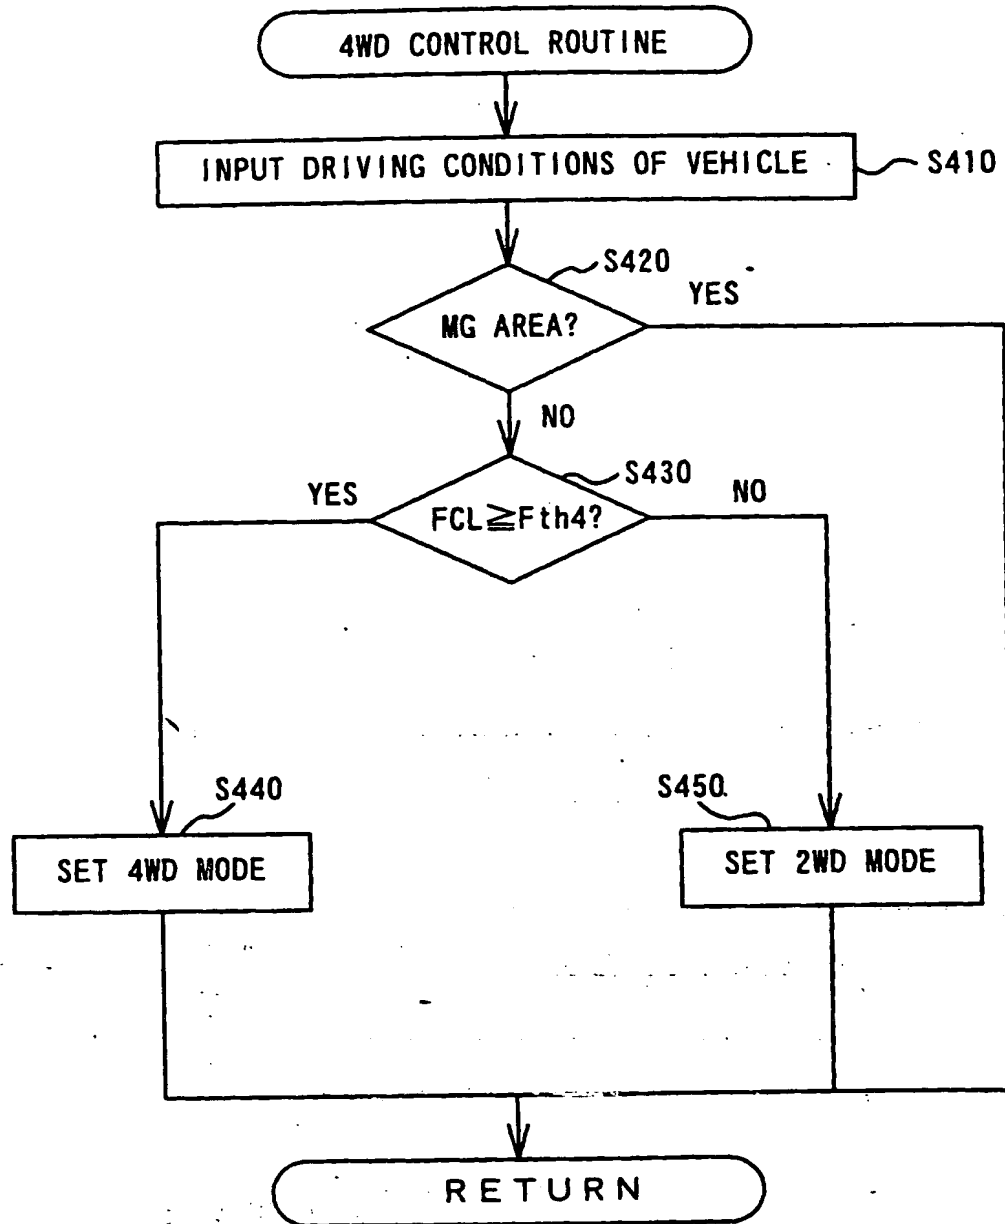 4WD CONTROL ROUTINE
INPUT DRIVING CONDITIONS OF VEHICLE
S410
S420
YES
MG AREA?
NO
S430
YES
NO
FCL≧Fth4?
S440
S450
SET 4WD MODE
SET 2WD MODE
RETURN